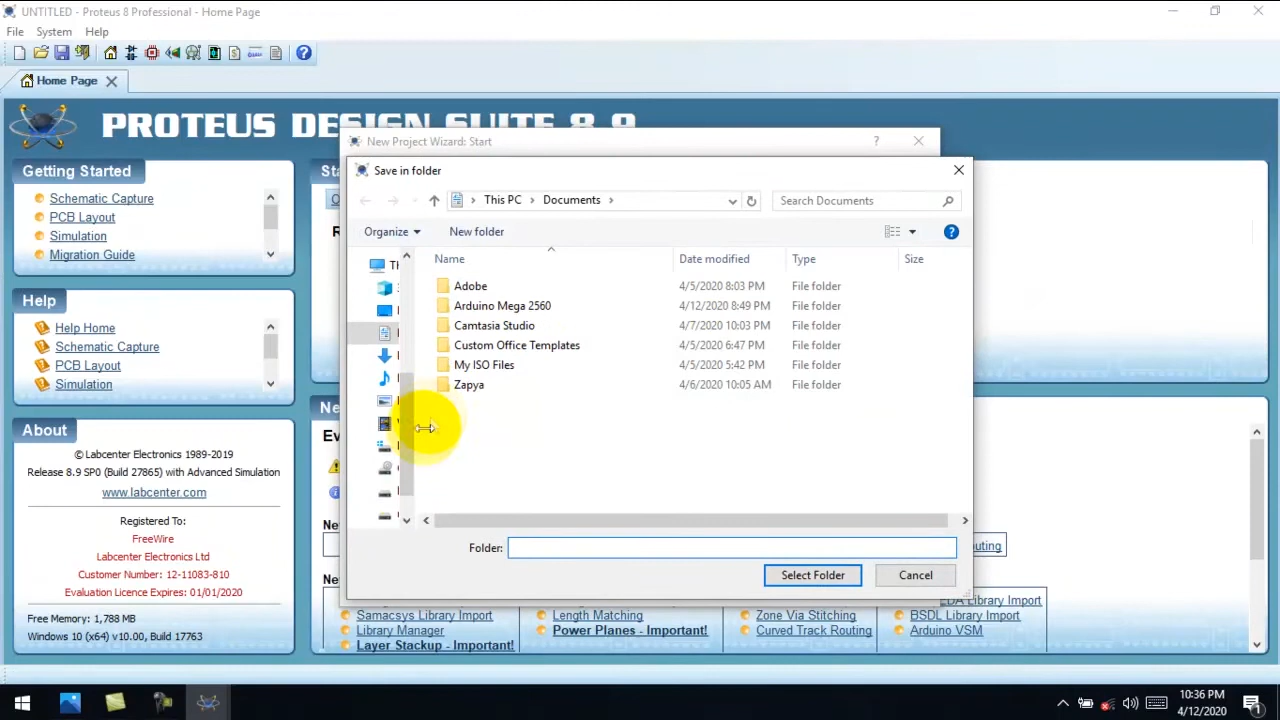 UNTITLED - Proteus 8 Professional - Home Page
File System Help
Home Page
PROTEUS DESIGN SUITE 8.9
New Project Wizard: Start
Save in folder
This PC > Documents >
Search Documents
Organize
New folder
Name
Date modified
Type
Size
Adobe 4/5/2020 8:03 PM File folder
Arduino Mega 2560 4/12/2020 8:49 PM File folder
Camtasia Studio 4/7/2020 10:03 PM File folder
Custom Office Templates 4/5/2020 6:47 PM File folder
My ISO Files 4/5/2020 5:42 PM File folder
Zapya 4/6/2020 10:05 AM File folder
Folder:
Select Folder
Cancel
Getting Started
Schematic Capture
PCB Layout
Simulation
Migration Guide
Help
Help Home
Schematic Capture
PCB Layout
Simulation
About
© Labcenter Electronics 1989-2019
Release 8.9 SP0 (Build 27865) with Advanced Simulation
www.labcenter.com
Registered To:
FreeWire
Labcenter Electronics Ltd
Customer Number: 12-11083-810
Evaluation Licence Expires: 01/01/2020
Free Memory: 1,788 MB
Windows 10 (x64) v10.00, Build 17763
Samacsys Library Import
Library Manager
Layer Stackup - Important!
Length Matching
Power Planes - Important!
Zone Via Stitching
Curved Track Routing
EDA Library Import
BSDL Library Import
Arduino VSM
10:36 PM
4/12/2020